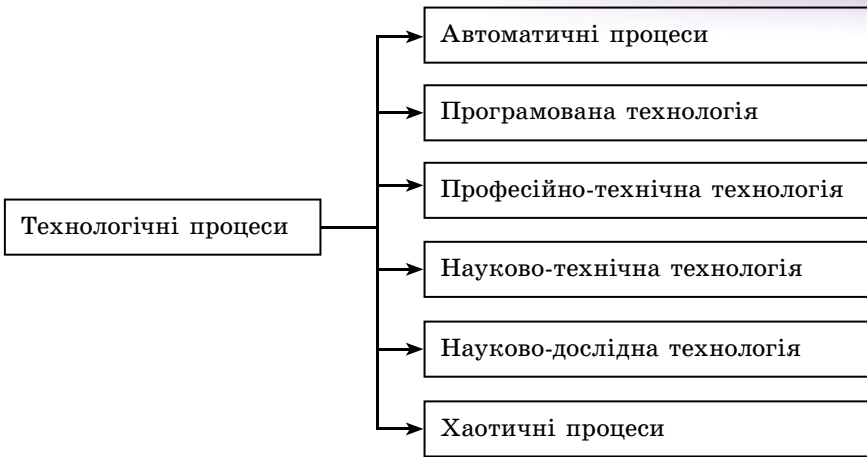 Автоматичні процеси
Програмована технологія
Професійно-технічна технологія
Технологічні процеси
Науково-технічна технологія
Науково-дослідна технологія
Хаотичні процеси